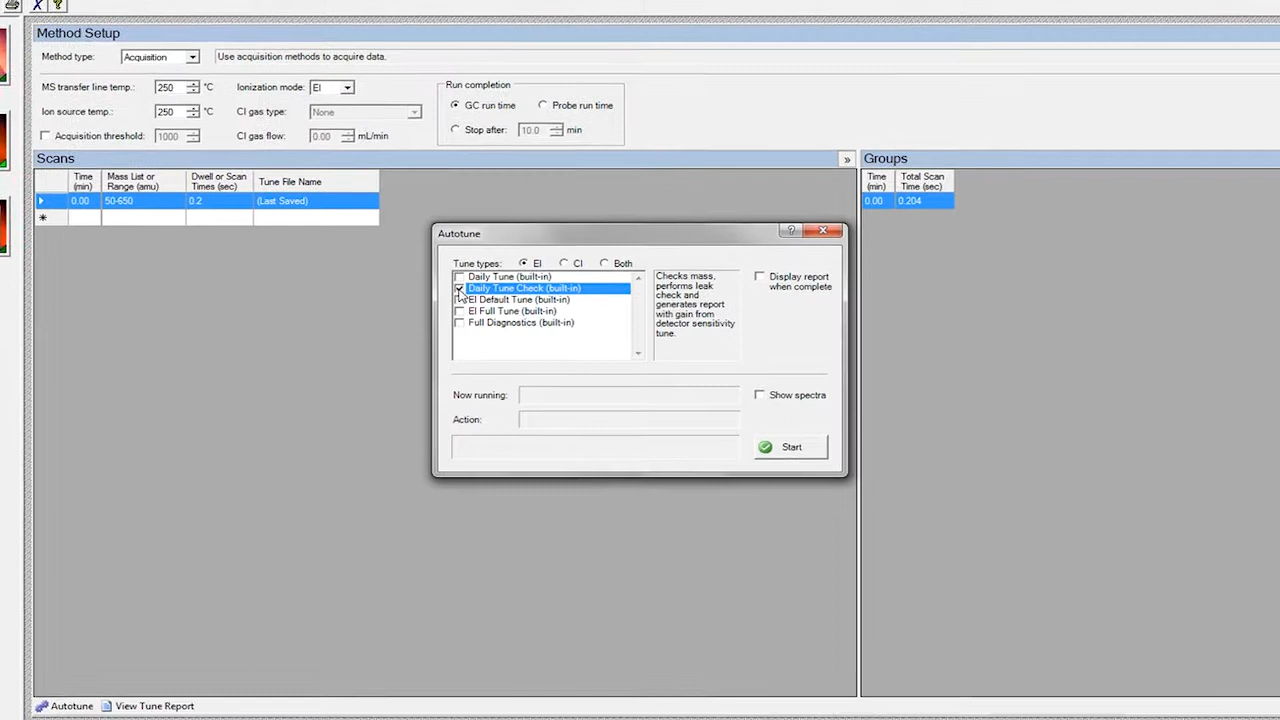 Method Setup
Method type: Acquisition Use acquisition methods to acquire data.
MS transfer line temp.: 250 °C Ionization mode: EI
Run completion
GC run time Probe run time
Ion source temp.: 250 °C CI gas type: None
Acquisition threshold: 1000 CI gas flow: 0.00 mL/min
Stop after: 10.0 min
Scans »
Time (min) Mass List or Range (amu) Dwell or Scan Times (sec) Tune File Name
0.00 50-650 0.2 (Last Saved)
Groups
Time (min) Total Scan Time (sec)
0.00 0.204
Autotune
Tune types: EI CI Both
Daily Tune (built-in)
Daily Tune Check (built-in)
EI Default Tune (built-in)
EI Full Tune (built-in)
Full Diagnostics (built-in)
Checks mass,
performs leak
check and
generates report
with gain from
detector sensitivity
tune.
Display report
when complete
Now running:
Show spectra
Action:
Start
Autotune View Tune Report